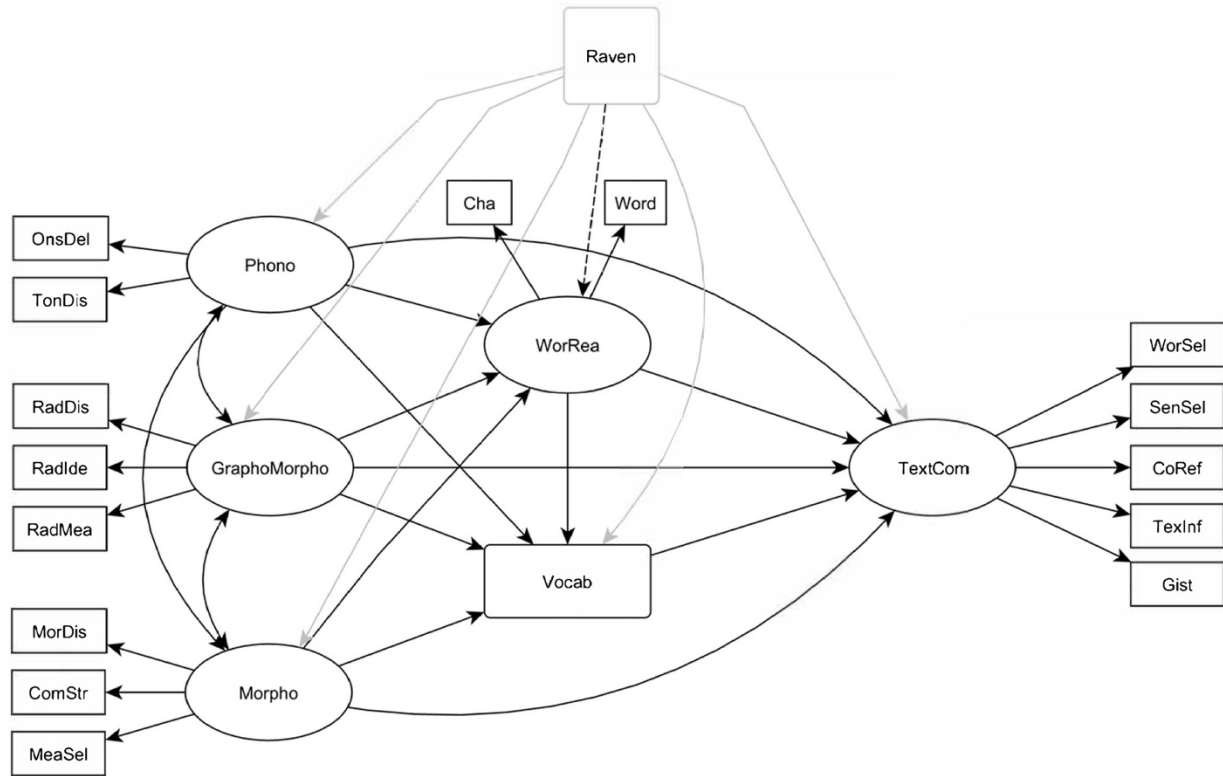 Raven
Cha
Word
OnsDel
Phono
TonDis
WorRea
WorSel
RadDis
SenSel
RadIde
GraphoMorpho
TextCom
CoRef
RadMea
TexInf
Vocab
Gist
MorDis
ComStr
Morpho
MeaSel